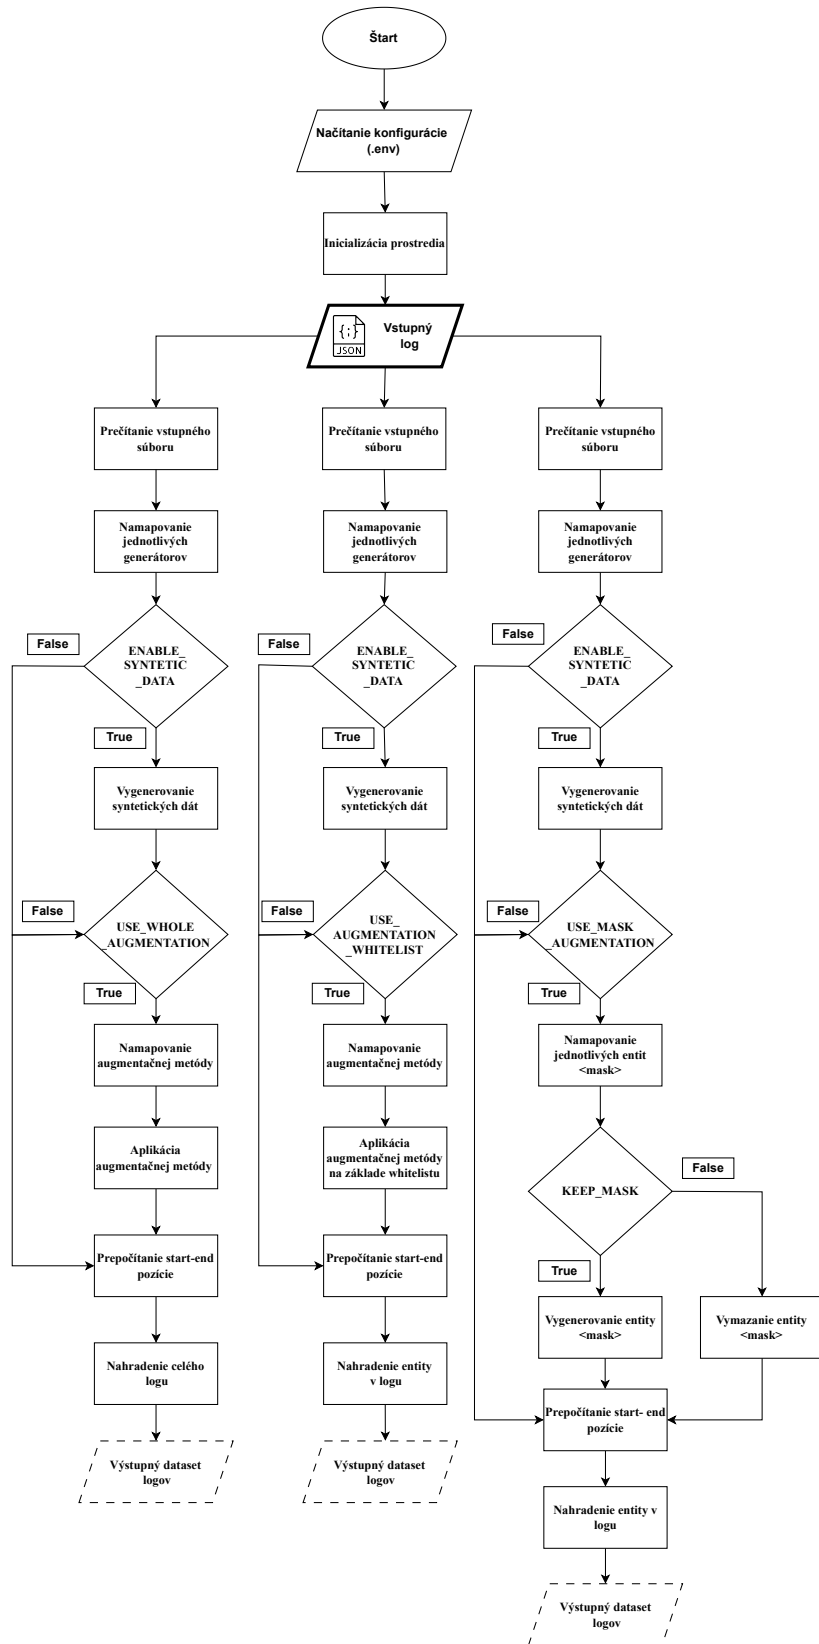 Štart
Načítanie konfigurácie
(.env)
Inicializácia prostredia
{;}
JSON
Vstupný
log
Prečítanie vstupného
súboru
Namapovanie
jednotlivých
generátorov
False
ENABLE_
SYNTETIC
_DATA
True
Vygenerovanie
syntetických dát
False
USE_WHOLE
_AUGMENTATION
True
Namapovanie
augmentačnej metódy
Aplikácia
augmentačnej metódy
Prepočítanie start-end
pozície
Nahradenie celého
logu
Výstupný dataset
logov
Prečítanie vstupného
súboru
Namapovanie
jednotlivých
generátorov
False
ENABLE_
SYNTETIC
_DATA
True
Vygenerovanie
syntetických dát
False
USE_
AUGMENTATION
_WHITELIST
True
Namapovanie
augmentačnej metódy
Aplikácia
augmentačnej metódy
na základe whitelistu
Prepočítanie start-end
pozície
Nahradenie entity
v logu
Výstupný dataset
logov
Prečítanie vstupného
súboru
Namapovanie
jednotlivých
generátorov
False
ENABLE_
SYNTETIC
_DATA
True
Vygenerovanie
syntetických dát
False
USE_MASK
_AUGMENTATION
True
Namapovanie
jednotlivých entit
<mask>
KEEP_MASK
False
True
Vygenerovanie entity
<mask>
Vymazanie entity
<mask>
Prepočítanie start- end
pozície
Nahradenie entity v
logu
Výstupný dataset
logov